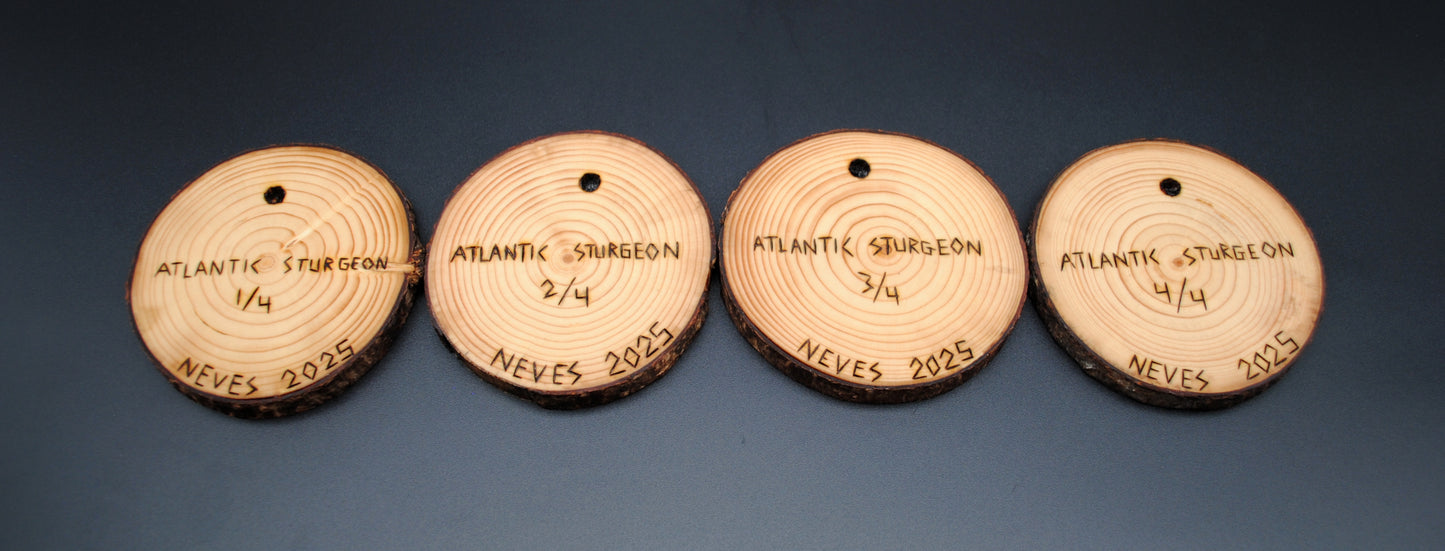 ATLANTIC STURGEON
1/4
NEVES 2025
ATLANTIC STURGEON
2/4
NEVES 2025
ATLANTIC STURGEON
3/4
NEVES 2025
ATLANTIC STURGEON
4/4
NEVES 2025